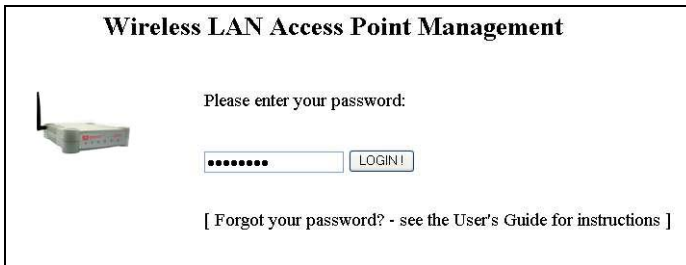 Wireless LAN Access Point Management
Please enter your password:
●●●●●●●● LOGIN!
[ Forgot your password? - see the User's Guide for instructions ]